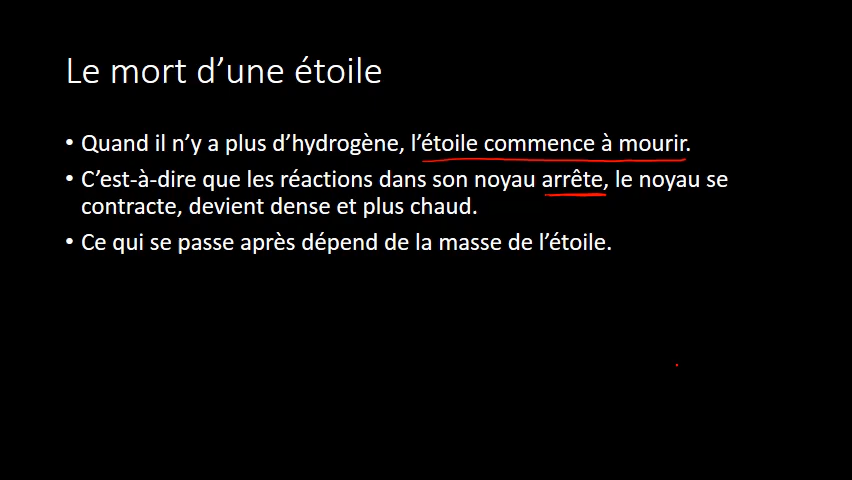 Le mort d’une étoile
• Quand il n’y a plus d’hydrogène, l’étoile commence à mourir.
• C’est-à-dire que les réactions dans son noyau arrête, le noyau se
contracte, devient dense et plus chaud.
• Ce qui se passe après dépend de la masse de l’étoile.